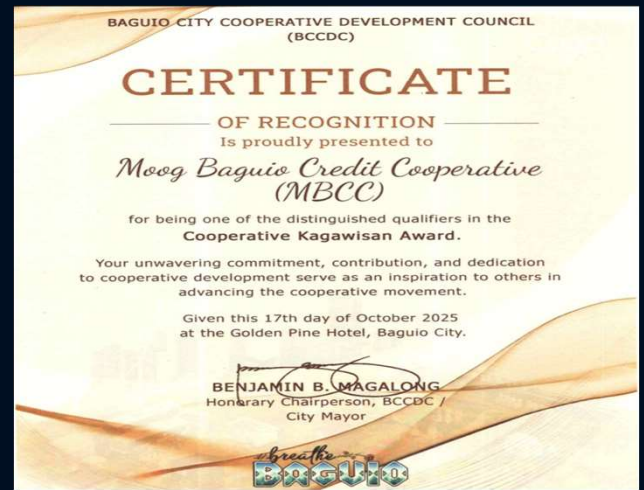 BAGUIO CITY COOPERATIVE DEVELOPMENT COUNCIL
(BCCDC)
CERTIFICATE
OF RECOGNITION
Is proudly presented to
Moog Baguio Credit Cooperative
(MBCC)
for being one of the distinguished qualifiers in the
Cooperative Kagawisan Award.
Your unwavering commitment, contribution, and dedication
to cooperative development serve as an inspiration to others in
advancing the cooperative movement.
Given this 17th day of October 2025
at the Golden Pine Hotel, Baguio City.
BENJAMIN B. MAGALONG
Honorary Chairperson, BCCDC /
City Mayor
breathe
BAGUIO